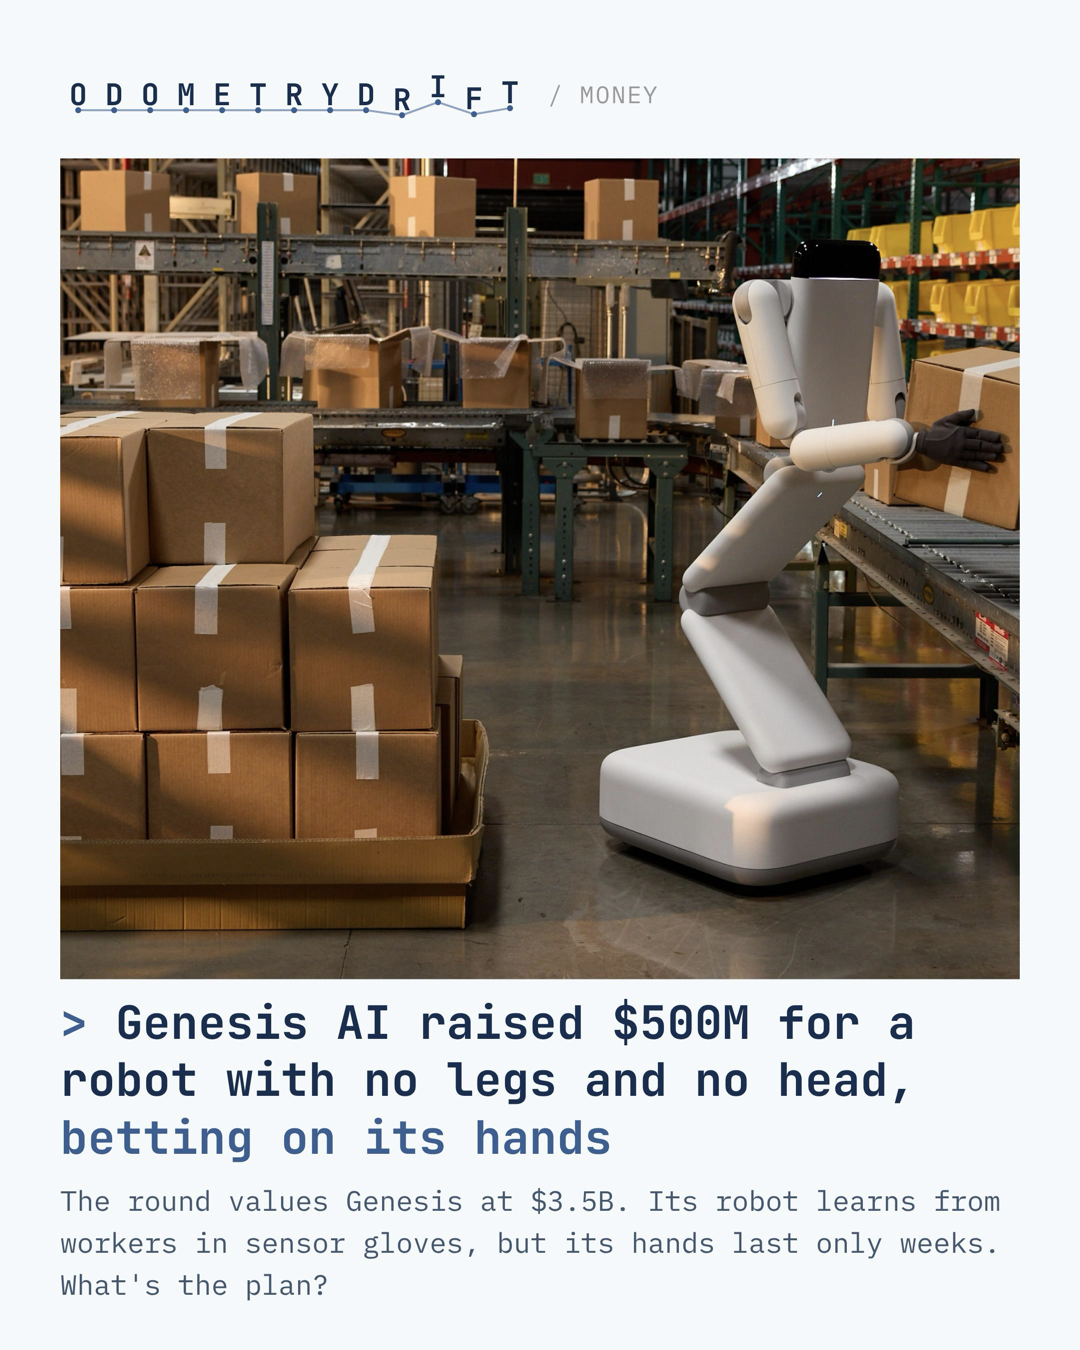 ODOMETRYDRIFT / MONEY
> Genesis AI raised $500M for a
robot with no legs and no head,
betting on its hands
The round values Genesis at $3.5B. Its robot learns from
workers in sensor gloves, but its hands last only weeks.
What's the plan?